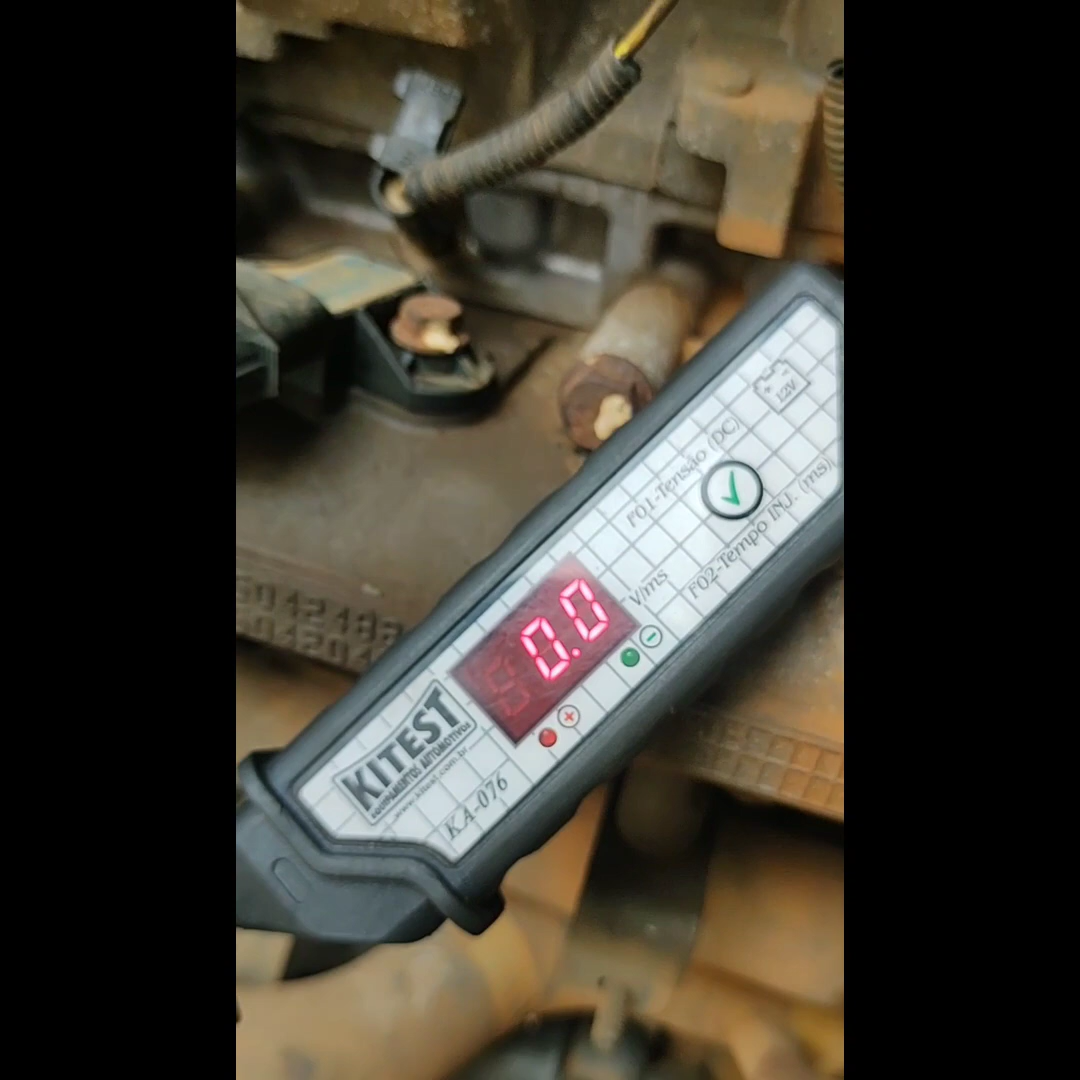 12V
F01-Tensão (DC)
F02-Tempo INJ. (ms)
V/ms
0.0
KITEST
EQUIPAMENTOS AUTOMOTIVOS
www.kitest.com.br
KA-076